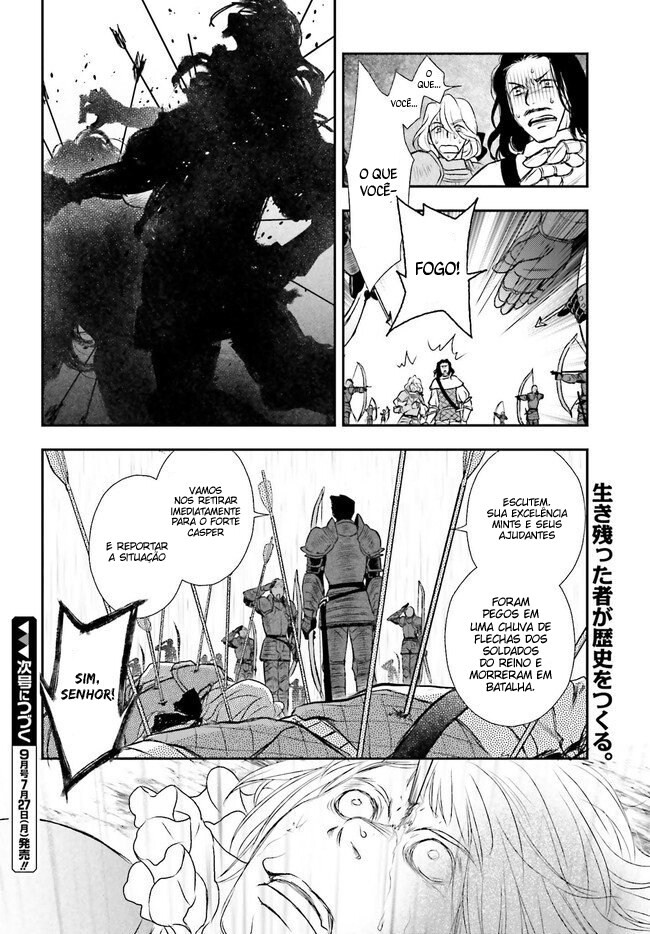 O
QUE...
VOCÊ...
O QUE
VOCÊ-
FOGO!
ESCUTEM.
SUA EXCELÊNCIA
MINTS E SEUS
AJUDANTES
FORAM
PEGOS EM
UMA CHUVA DE
FLECHAS DOS
SOLDADOS
DO REINO E
MORRERAM EM
BATALHA.
VAMOS
NOS RETIRAR
IMEDIATAMENTE
PARA O FORTE
CASPER
E REPORTAR
A SITUAÇÃO
SIM,
SENHOR!
生き残った者が歴史をつくる。
次号につづく
9月号7月27日(月)発売!!